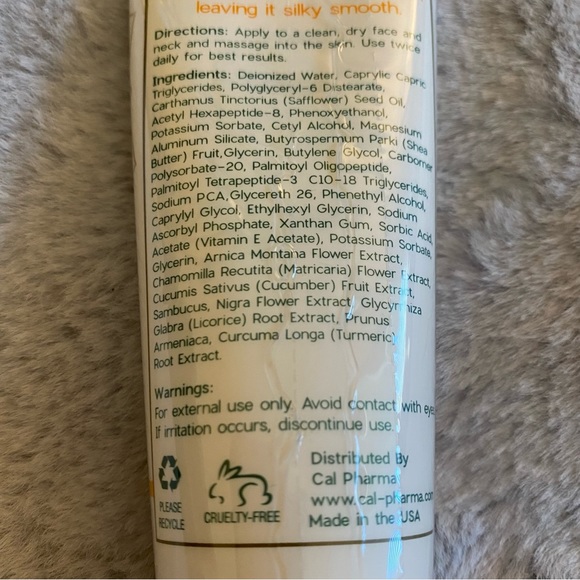 leaving it silky smooth.
Directions: Apply to a clean, dry face and
neck and massage into the skin. Use twice
daily for best results.
Ingredients: Deionized Water, Caprylic Capric
Triglycerides, Polyglyceryl-6 Distearate,
Carthamus Tinctorius (Safflower) Seed Oil,
Acetyl Hexapeptide-8, Phenoxyethanol,
Potassium Sorbate, Cetyl Alcohol, Magnesium
Aluminum Silicate, Butyrospermum Parki (Shea
Butter) Fruit, Glycerin, Butylene Glycol, Carbomer
Polysorbate-20, Palmitoyl Oligopeptide,
Palmitoyl Tetrapeptide-3 C10-18 Triglycerides,
Sodium PCA, Glycereth 26, Phenethyl Alcohol,
Caprylyl Glycol, Ethylhexyl Glycerin, Sodium
Ascorbyl Phosphate, Xanthan Gum, Sorbic Acid,
Acetate (Vitamin E Acetate), Potassium Sorbate,
Glycerin, Arnica Montana Flower Extract,
Chamomilla Recutita (Matricaria) Flower Extract,
Cucumis Sativus (Cucumber) Fruit Extract,
Sambucus, Nigra Flower Extract, Glycyrrhiza
Glabra (Licorice) Root Extract, Prunus
Armeniaca, Curcuma Longa (Turmeric)
Root Extract.
Warnings:
For external use only. Avoid contact with eyes
If irritation occurs, discontinue use.
PLEASE
RECYCLE
CRUELTY-FREE
Distributed By
Cal Pharma
www.cal-pharma.com
Made in the USA